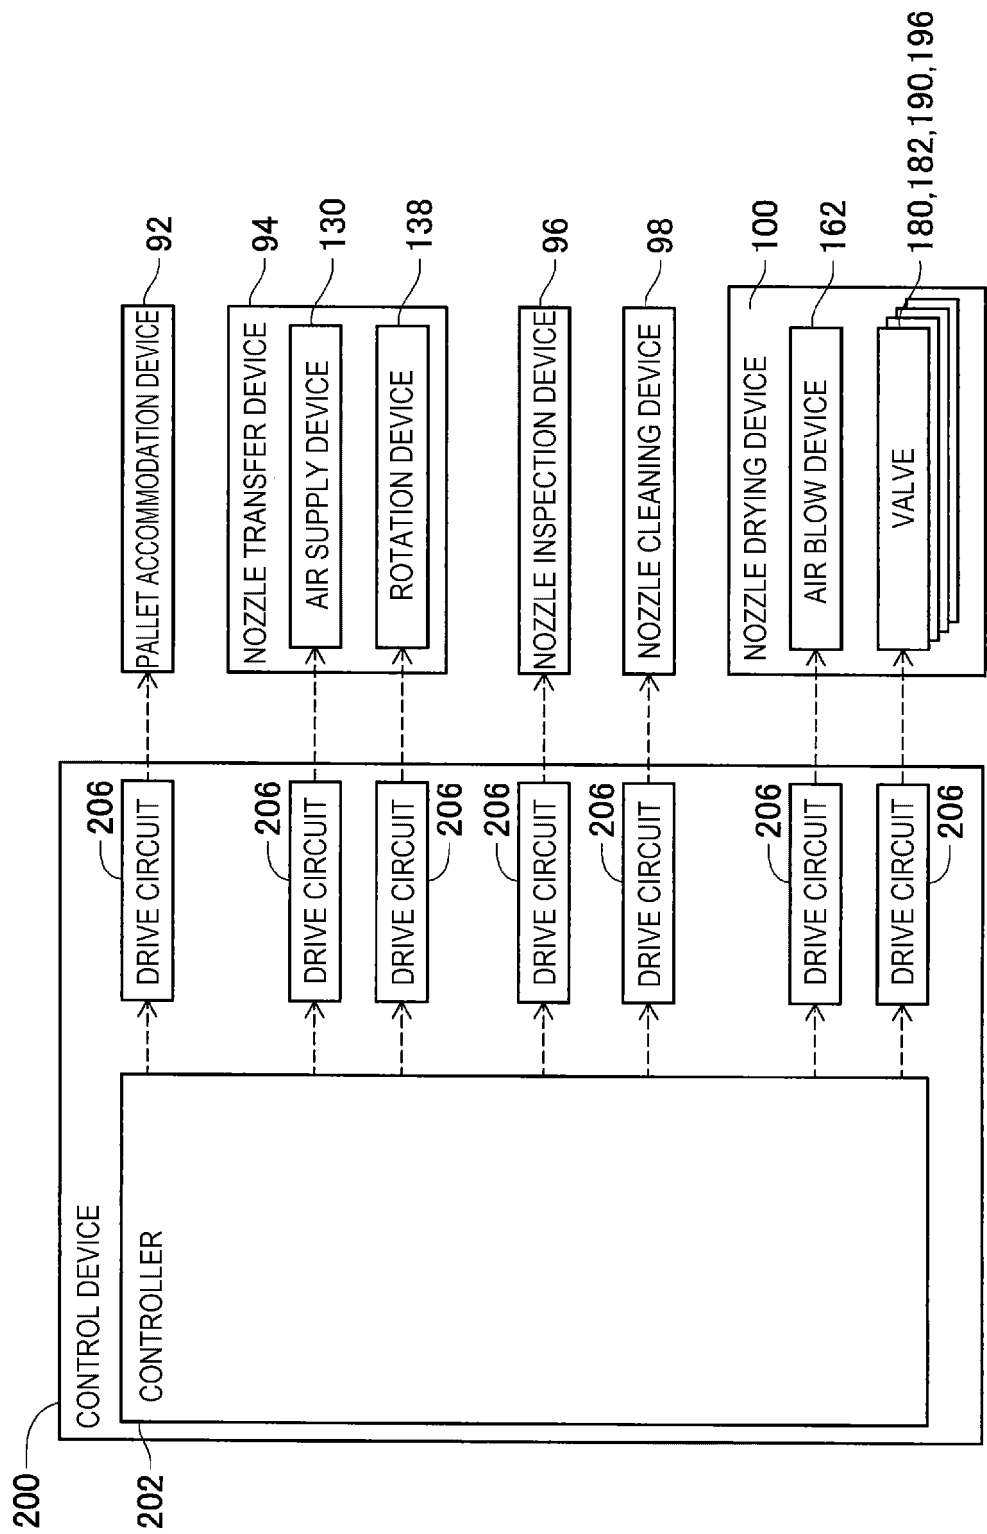 200
CONTROL DEVICE
202
CONTROLLER
206
DRIVE CIRCUIT
PALLET ACCOMMODATION DEVICE
92
NOZZLE TRANSFER DEVICE
94
206
DRIVE CIRCUIT
AIR SUPPLY DEVICE
130
DRIVE CIRCUIT
206
ROTATION DEVICE
138
206
DRIVE CIRCUIT
NOZZLE INSPECTION DEVICE
96
206
DRIVE CIRCUIT
NOZZLE CLEANING DEVICE
98
NOZZLE DRYING DEVICE
100
206
DRIVE CIRCUIT
AIR BLOW DEVICE
162
DRIVE CIRCUIT
206
VALVE
180,182,190,196